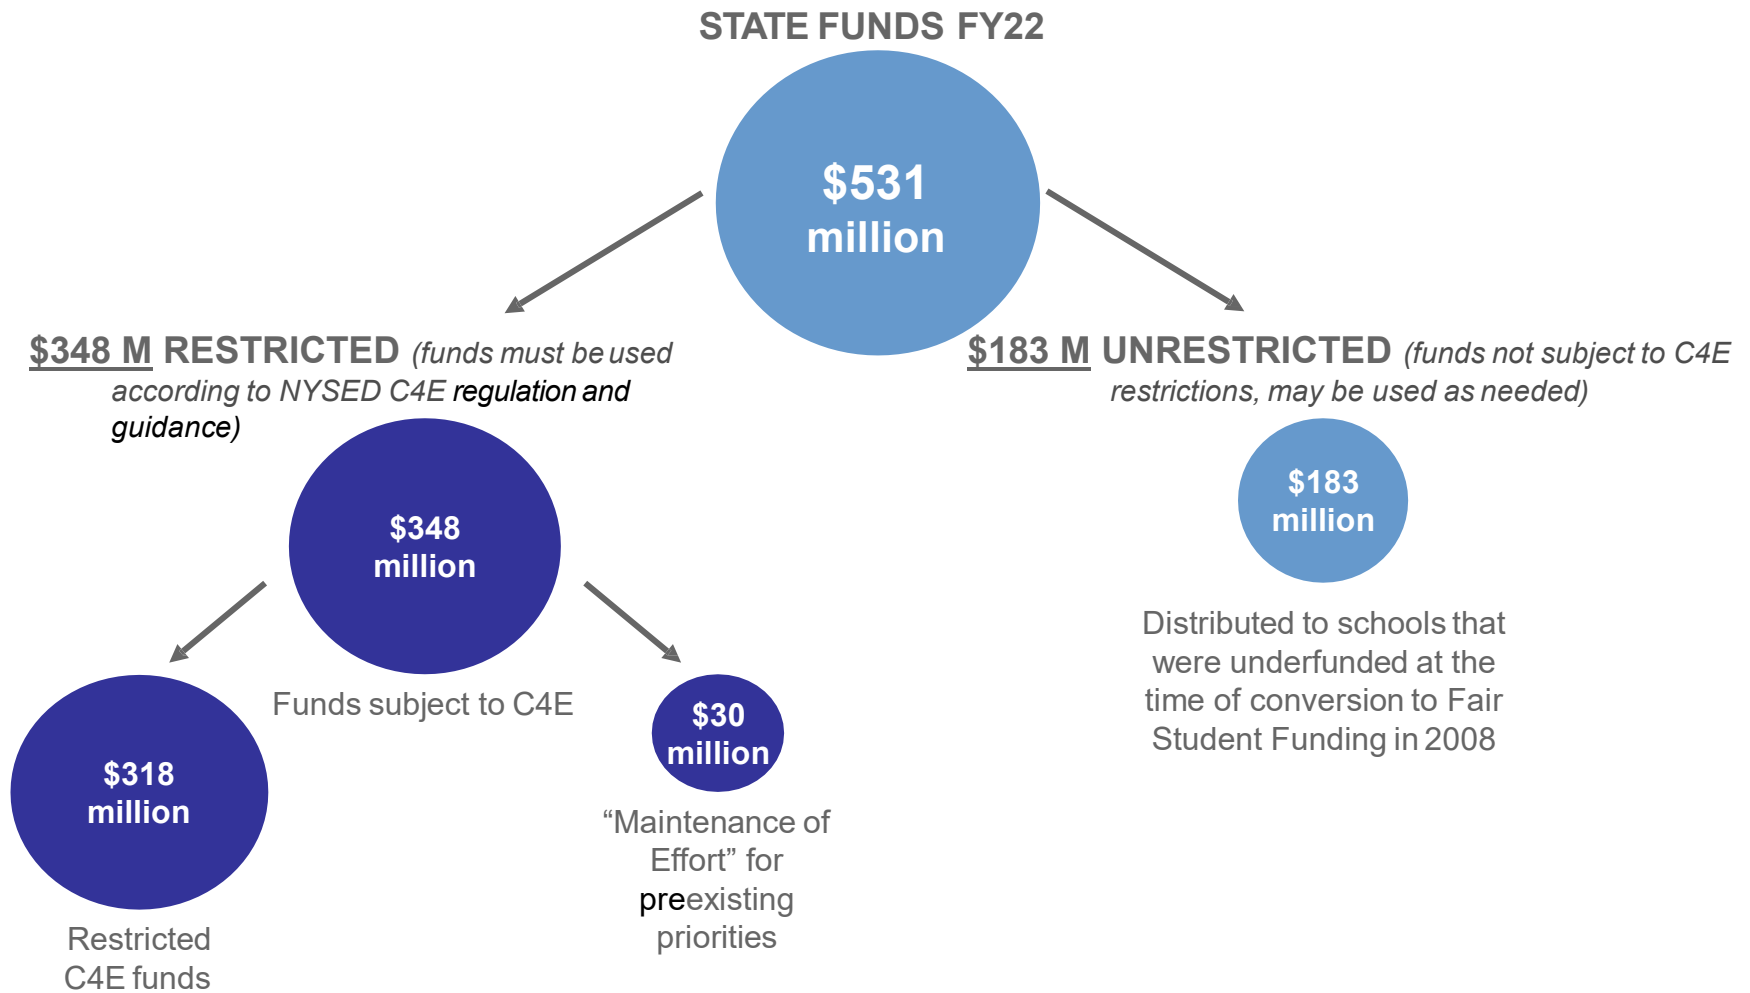 STATE FUNDS FY22
$531
million
$348 M RESTRICTED (funds must be used
according to NYSED C4E regulation and
guidance)
$183 M UNRESTRICTED (funds not subject to C4E
restrictions, may be used as needed)
$348
million
$183
million
Funds subject to C4E
Distributed to schools that
were underfunded at the
time of conversion to Fair
Student Funding in 2008
$318
million
$30
million
Restricted
C4E funds
“Maintenance of
Effort” for
preexisting
priorities